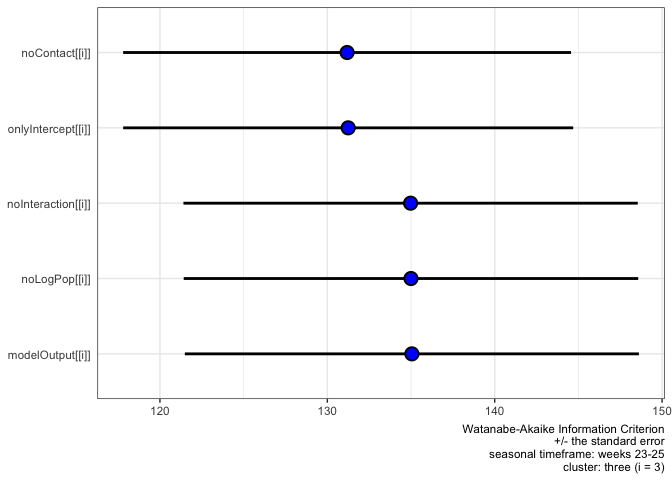 noContact[[i]]
onlyIntercept[[i]]
noInteraction[[i]]
noLogPop[[i]]
modelOutput[[i]]
120 130 140 150
Watanabe-Akaike Information Criterion
+/- the standard error
seasonal timeframe: weeks 23-25
cluster: three (i = 3)